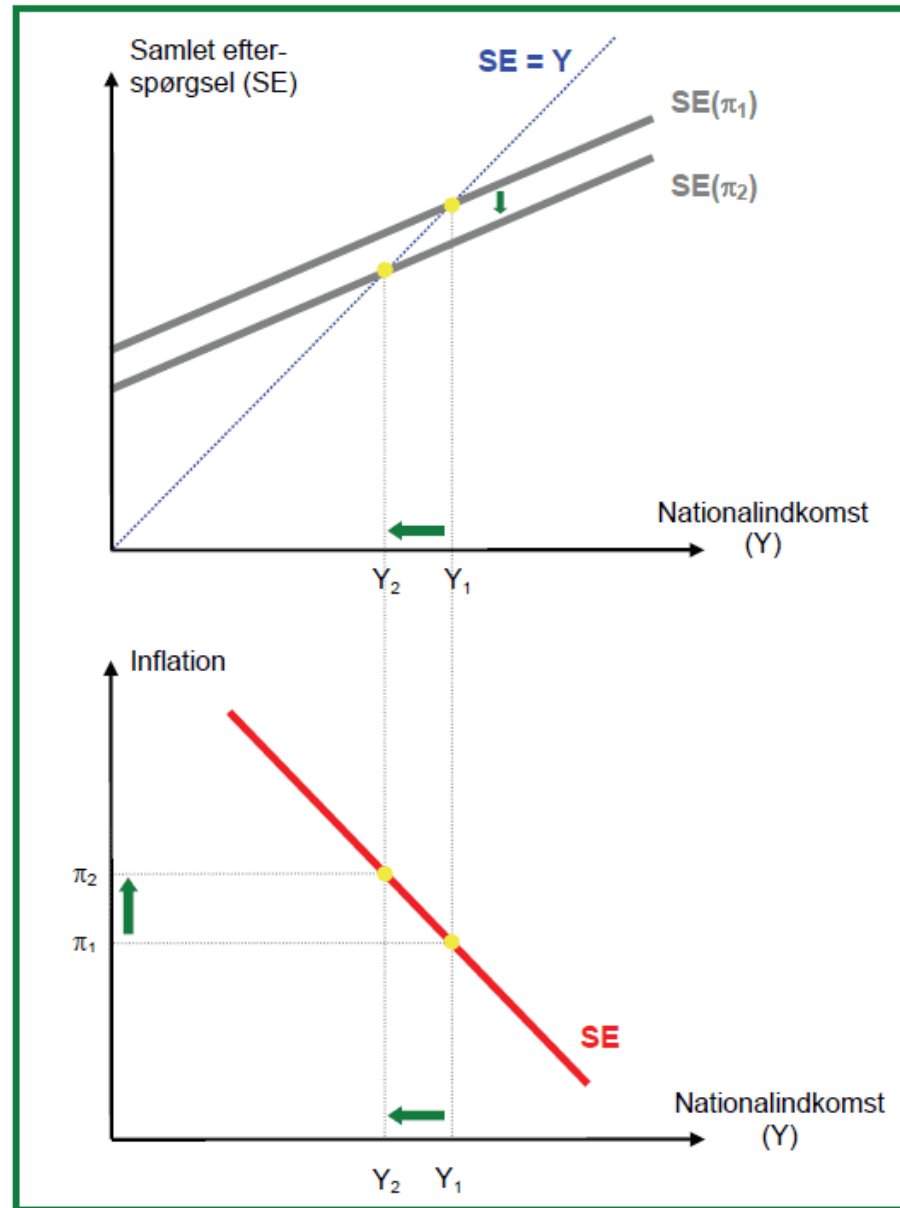 Samlet efter-
spørgsel (SE)
SE = Y
SE(π₁)
SE(π₂)
Nationalindkomst
(Y)
Y₂ Y₁
Inflation
π₂
π₁
SE
Nationalindkomst
(Y)
Y₂ Y₁